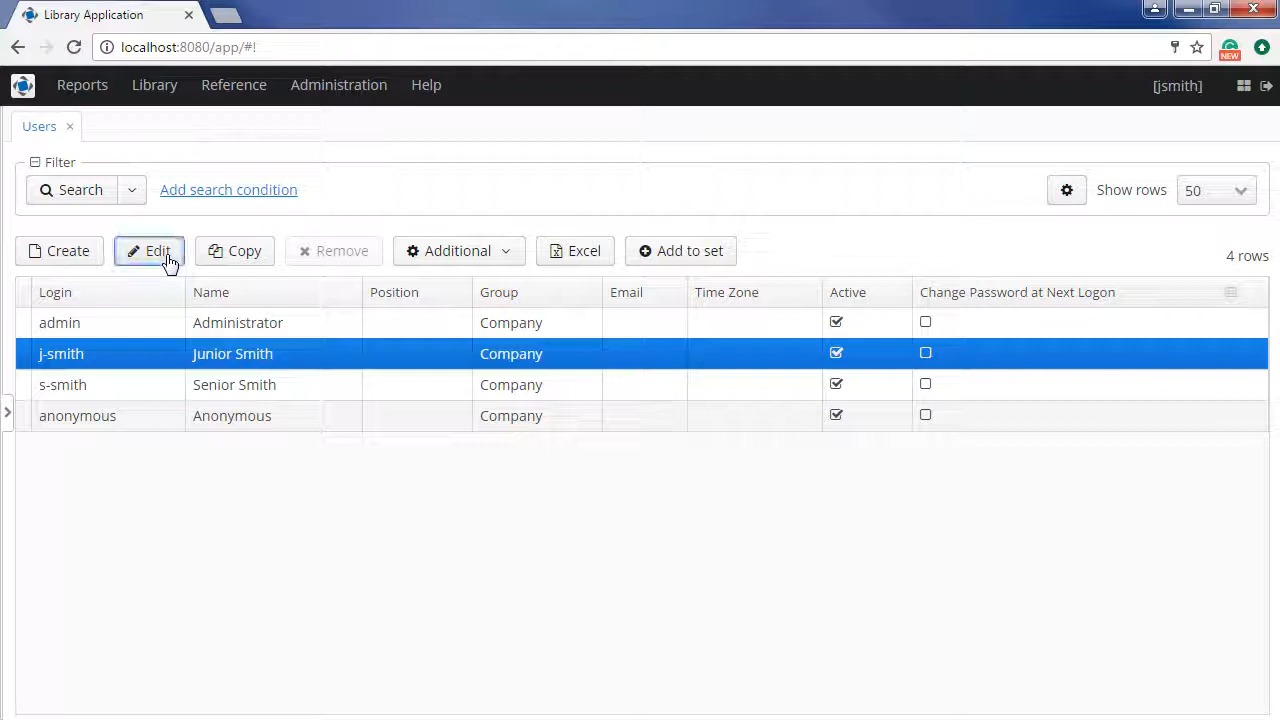 Library Application
localhost:8080/app/#!
NEW
Reports Library Reference Administration Help [jsmith]
Users
Filter
Search Add search condition Show rows 50
Create Edit Copy Remove Additional Excel Add to set 4 rows
Login Name Position Group Email Time Zone Active Change Password at Next Logon
admin Administrator Company
j-smith Junior Smith Company
s-smith Senior Smith Company
anonymous Anonymous Company